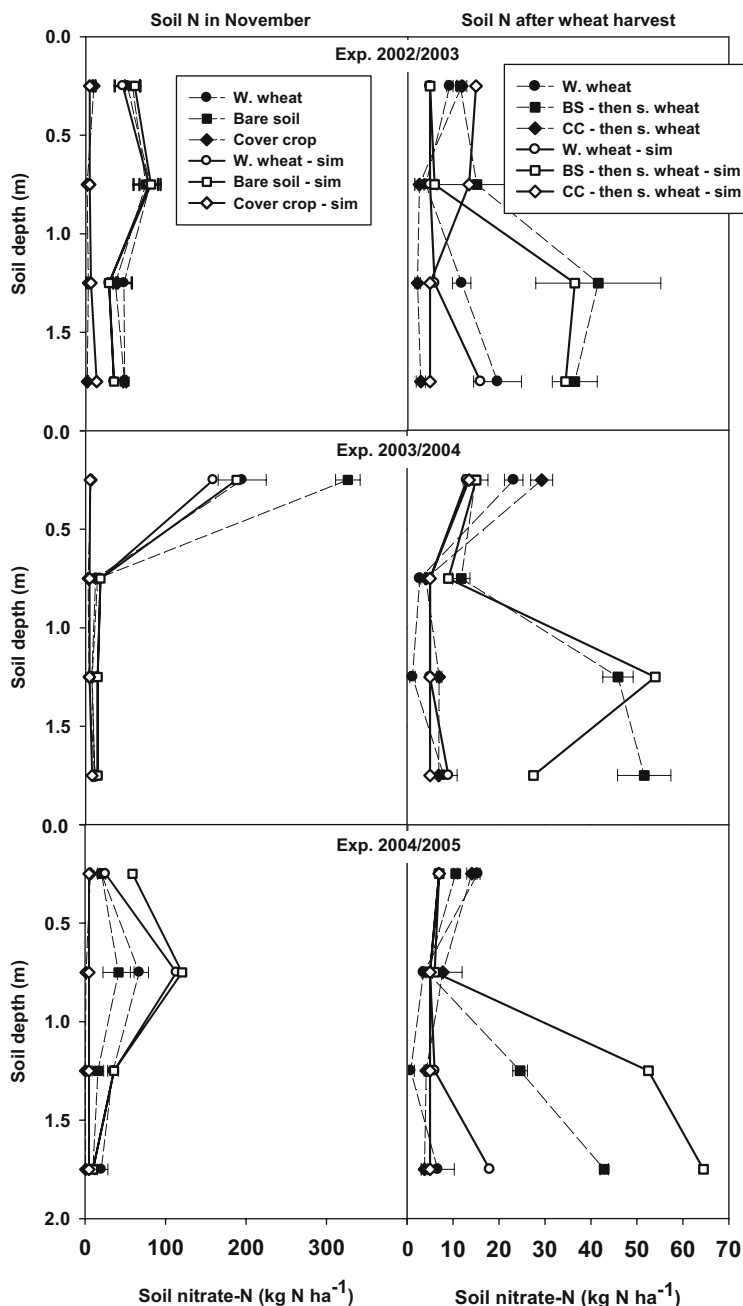 Soil N in November
Soil N after wheat harvest
Exp. 2002/2003
0.0
0.5
1.0
1.5
Soil depth (m)
W. wheat
Bare soil
Cover crop
W. wheat - sim
Bare soil - sim
Cover crop - sim
W. wheat
BS - then s. wheat
CC - then s. wheat
W. wheat - sim
BS - then s. wheat - sim
CC - then s. wheat - sim
Exp. 2003/2004
0.0
0.5
1.0
1.5
Soil depth (m)
Exp. 2004/2005
0.0
0.5
1.0
1.5
2.0
Soil depth (m)
0 100 200 300
0 10 20 30 40 50 60 70
Soil nitrate-N (kg N ha⁻¹)
Soil nitrate-N (kg N ha⁻¹)